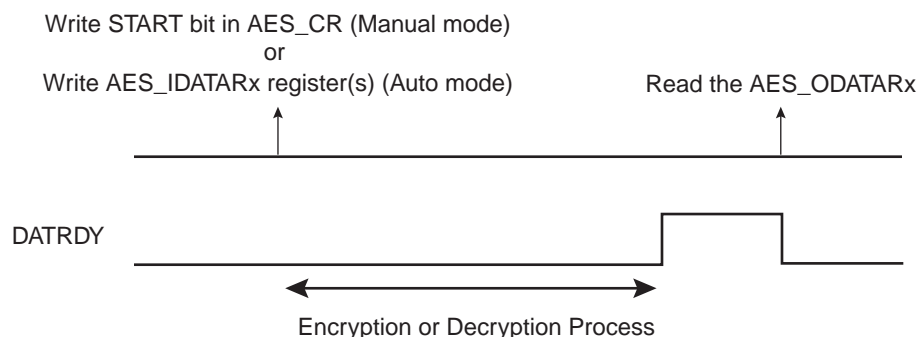 Write START bit in AES_CR (Manual mode)
or
Write AES_IDATARx register(s) (Auto mode)
Read the AES_ODATARx
DATRDY
Encryption or Decryption Process